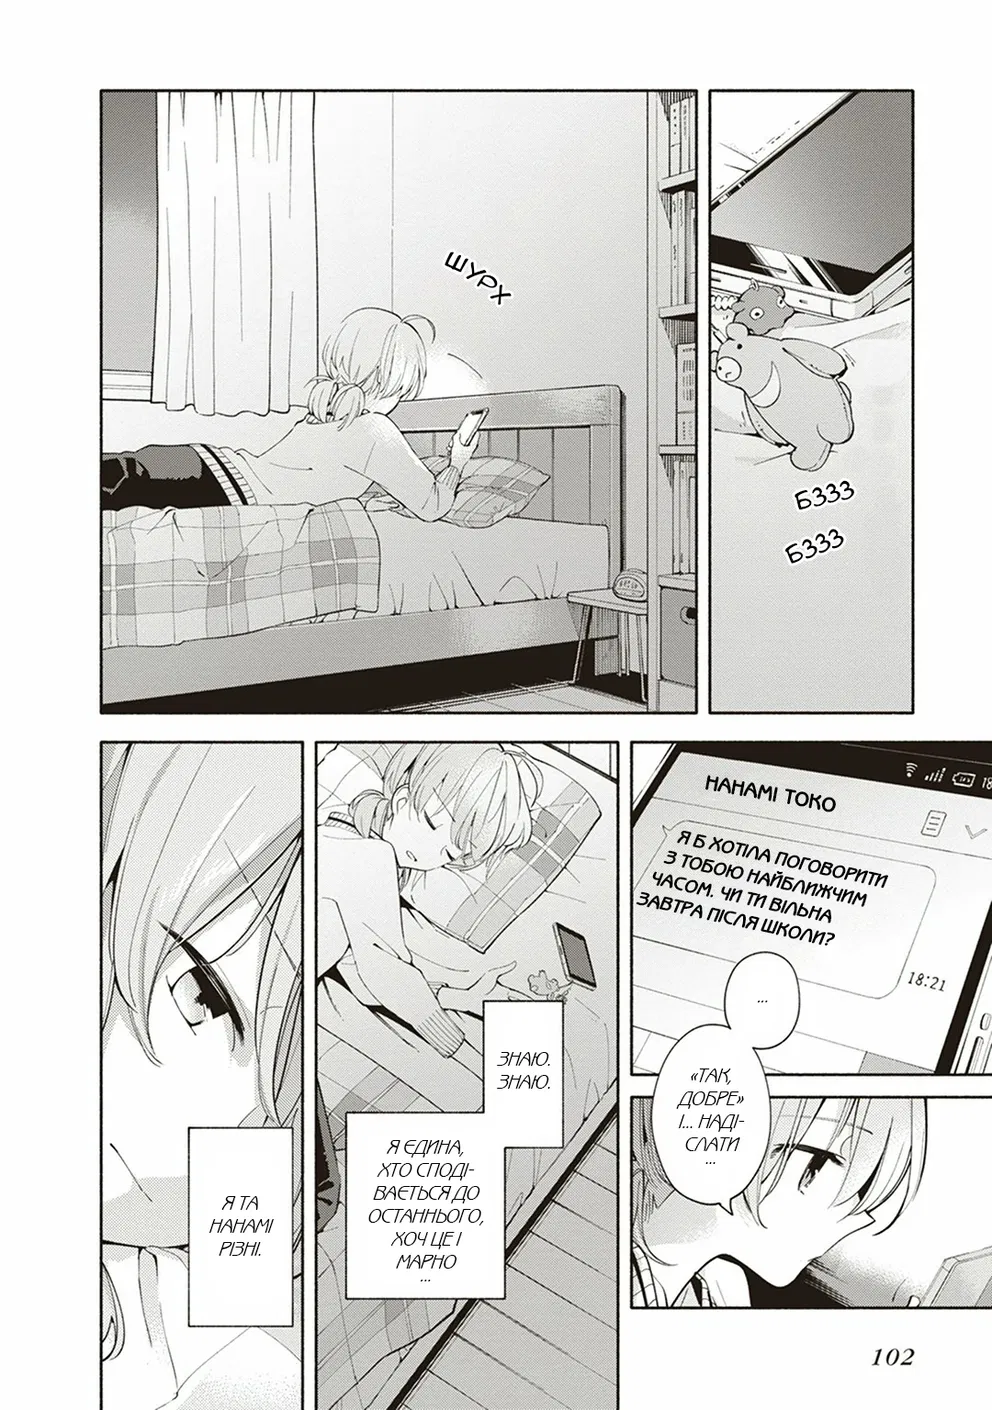 БЗЗЗ
БЗЗЗ
ШУРХ
18
НАНАМІ ТОКО
Я Б ХОТІЛА ПОГОВОРИТИ
З ТОБОЮ НАЙБЛИЖЧИМ
ЧАСОМ. ЧИ ТИ ВІЛЬНА
ЗАВТРА ПІСЛЯ ШКОЛИ?
18:21
...
«ТАК,
ДОБРЕ»
І... НАДІ-
СЛАТИ
...
ЗНАЮ.
ЗНАЮ.
Я ЄДИНА,
ХТО СПОДІ-
ВАЄТЬСЯ ДО
ОСТАННЬОГО,
ХОЧ ЦЕ І
МАРНО
...
Я ТА
НАНАМІ
РІЗНІ.
102